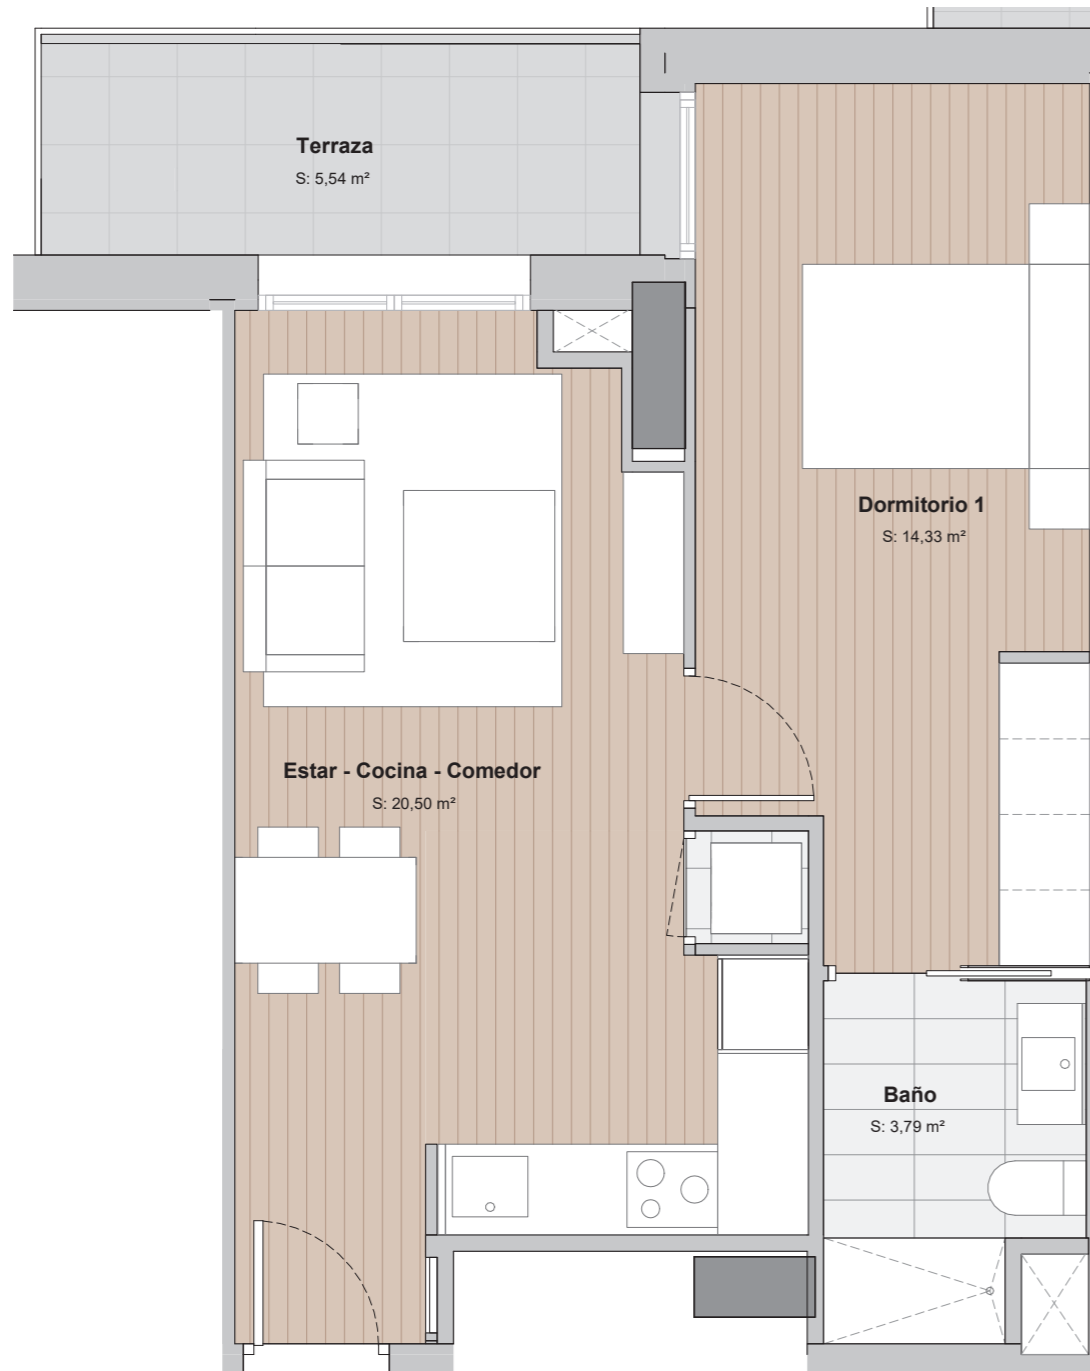 Terraza
S: 5,54 m²
Dormitorio 1
S: 14,33 m²
Estar - Cocina - Comedor
S: 20,50 m²
Baño
S: 3,79 m²